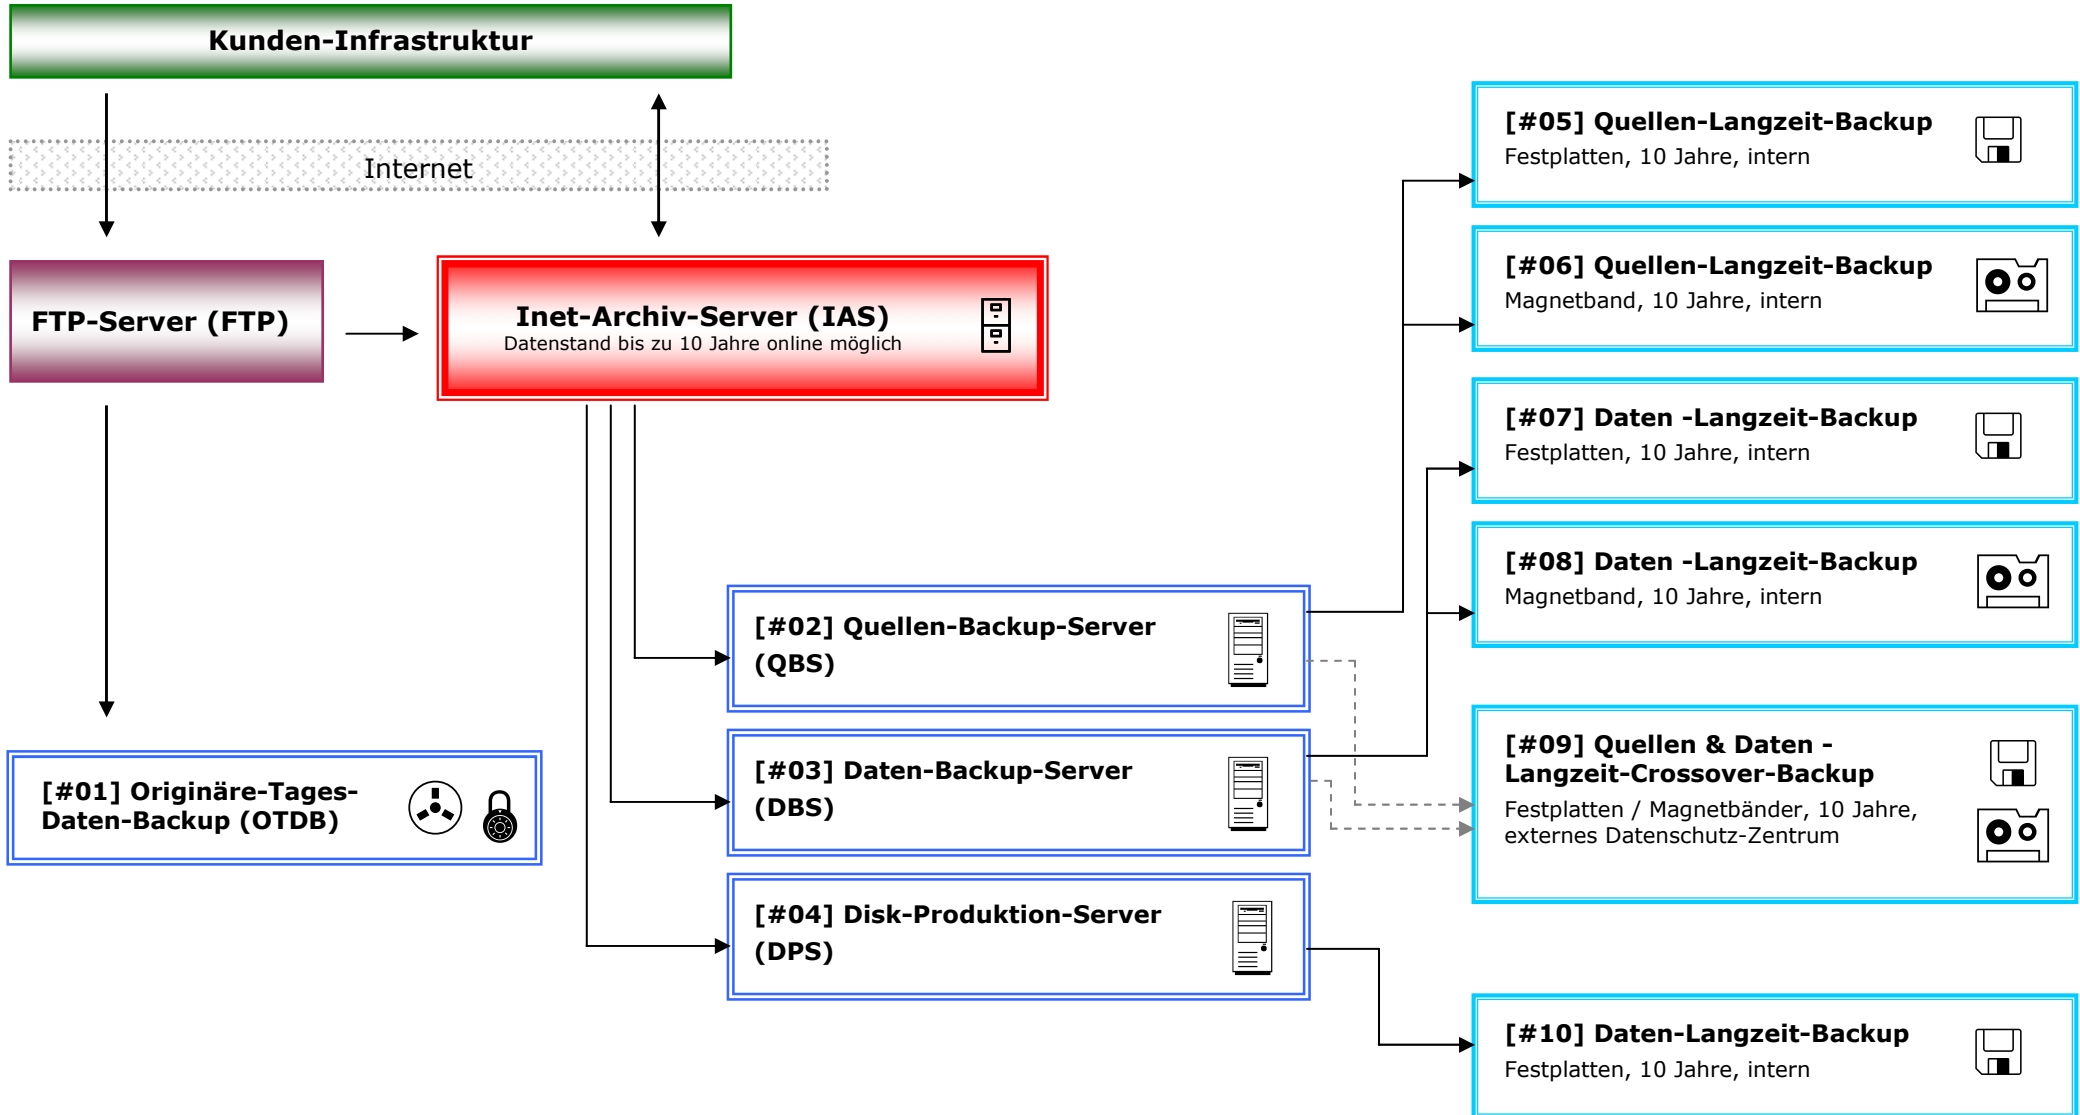 Kunden-Infrastruktur
Internet
FTP-Server (FTP)
Inet-Archiv-Server (IAS)
Datenstand bis zu 10 Jahre online möglich
[#01] Originäre-Tages-
Daten-Backup (OTDB)
[#02] Quellen-Backup-Server
(QBS)
[#03] Daten-Backup-Server
(DBS)
[#04] Disk-Produktion-Server
(DPS)
[#05] Quellen-Langzeit-Backup
Festplatten, 10 Jahre, intern
[#06] Quellen-Langzeit-Backup
Magnetband, 10 Jahre, intern
[#07] Daten -Langzeit-Backup
Festplatten, 10 Jahre, intern
[#08] Daten -Langzeit-Backup
Magnetband, 10 Jahre, intern
[#09] Quellen & Daten -
Langzeit-Crossover-Backup
Festplatten / Magnetbänder, 10 Jahre,
externes Datenschutz-Zentrum
[#10] Daten-Langzeit-Backup
Festplatten, 10 Jahre, intern